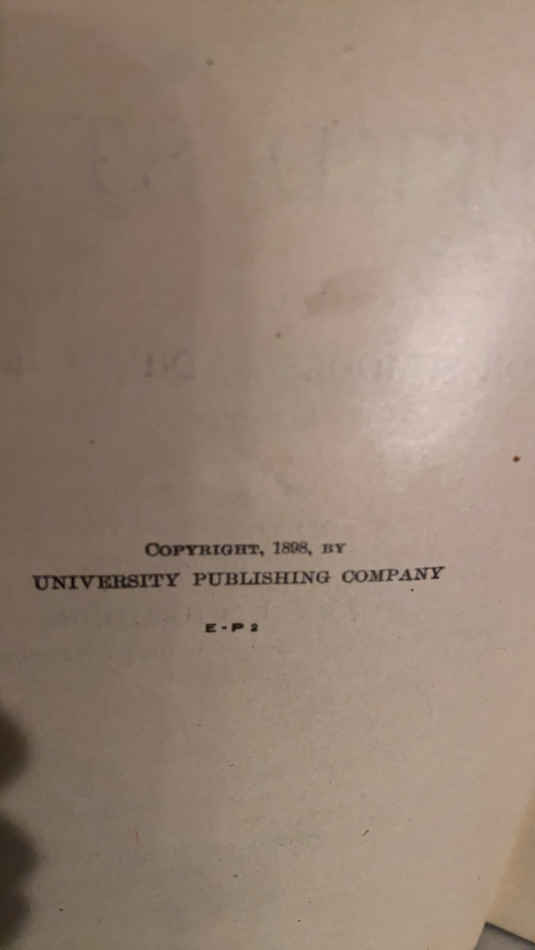 COPYRIGHT, 1898, BY
UNIVERSITY PUBLISHING COMPANY
E-P 2